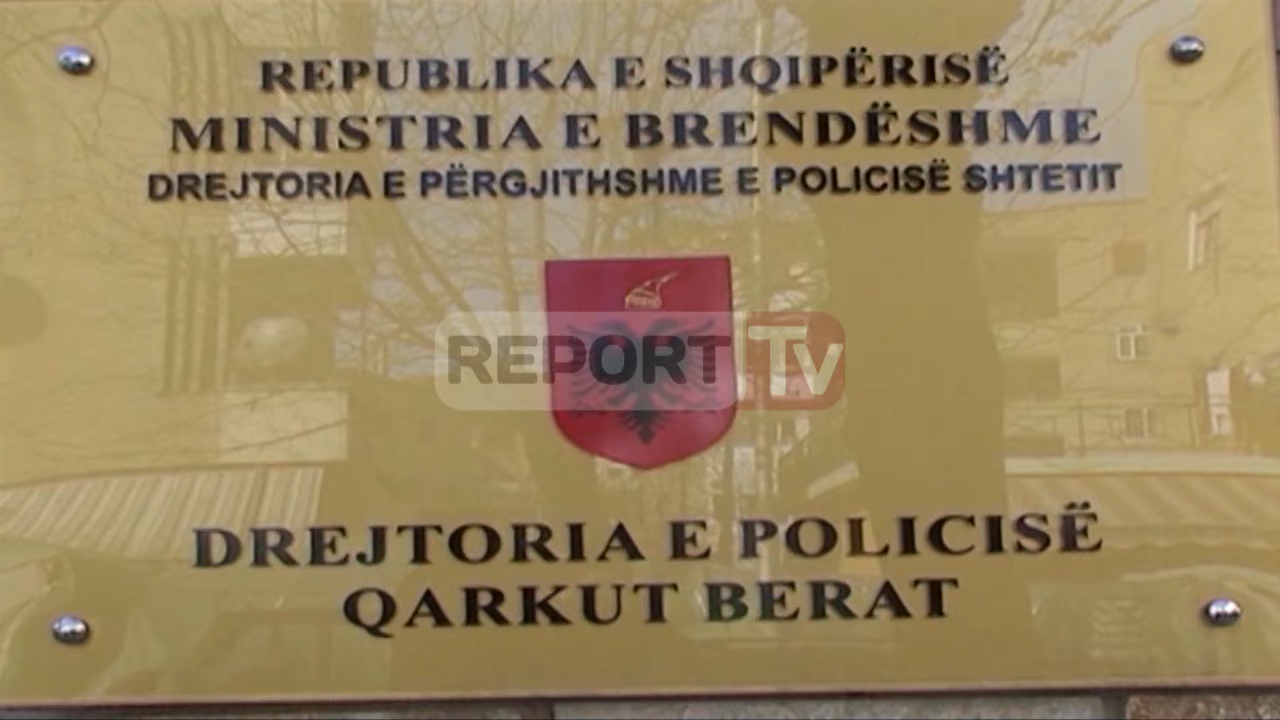 REPUBLIKA E SHQIPËRISË
MINISTRIA E BRENDËSHME
DREJTORIA E PËRGJITHSHME E POLICISË SHTETIT
REPORT Tv
DREJTORIA E POLICISË
QARKUT BERAT